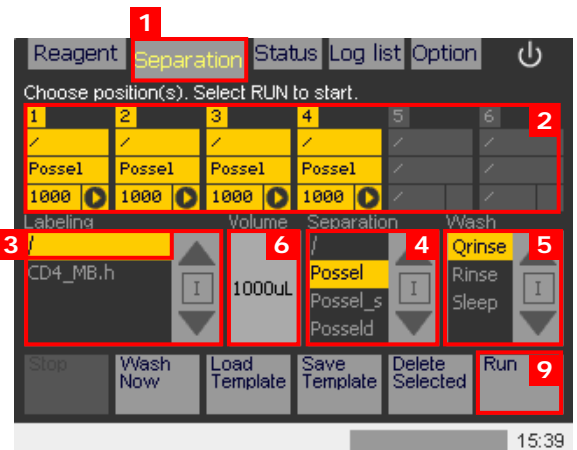 1
Reagent Separation Status Log list Option
Choose position(s). Select RUN to start.
1 2 3 4 5 6 2
/ / / / / /
Possel Possel Possel Possel / /
1000 1000 1000 1000 / /
Labeling Volume Separation Wash
3 / 6 / 4 Qrinse 5
CD4_MB.h 1000uL Possel I Rinse I
I Possel_s Sleep
Posseld
Stop Wash Now Load Template Save Template Delete Selected Run 9
15:39